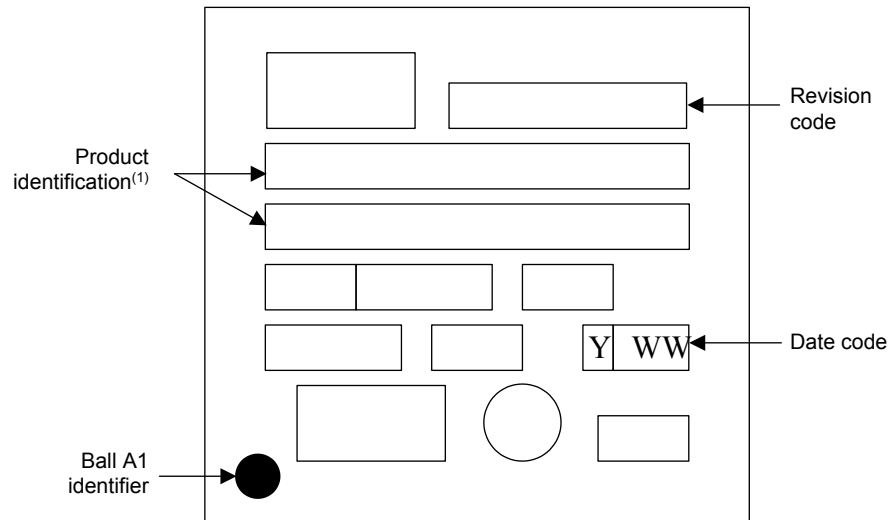 Revision
code
Product
identification(1)
Y WW
Date code
Ball A1
identifier